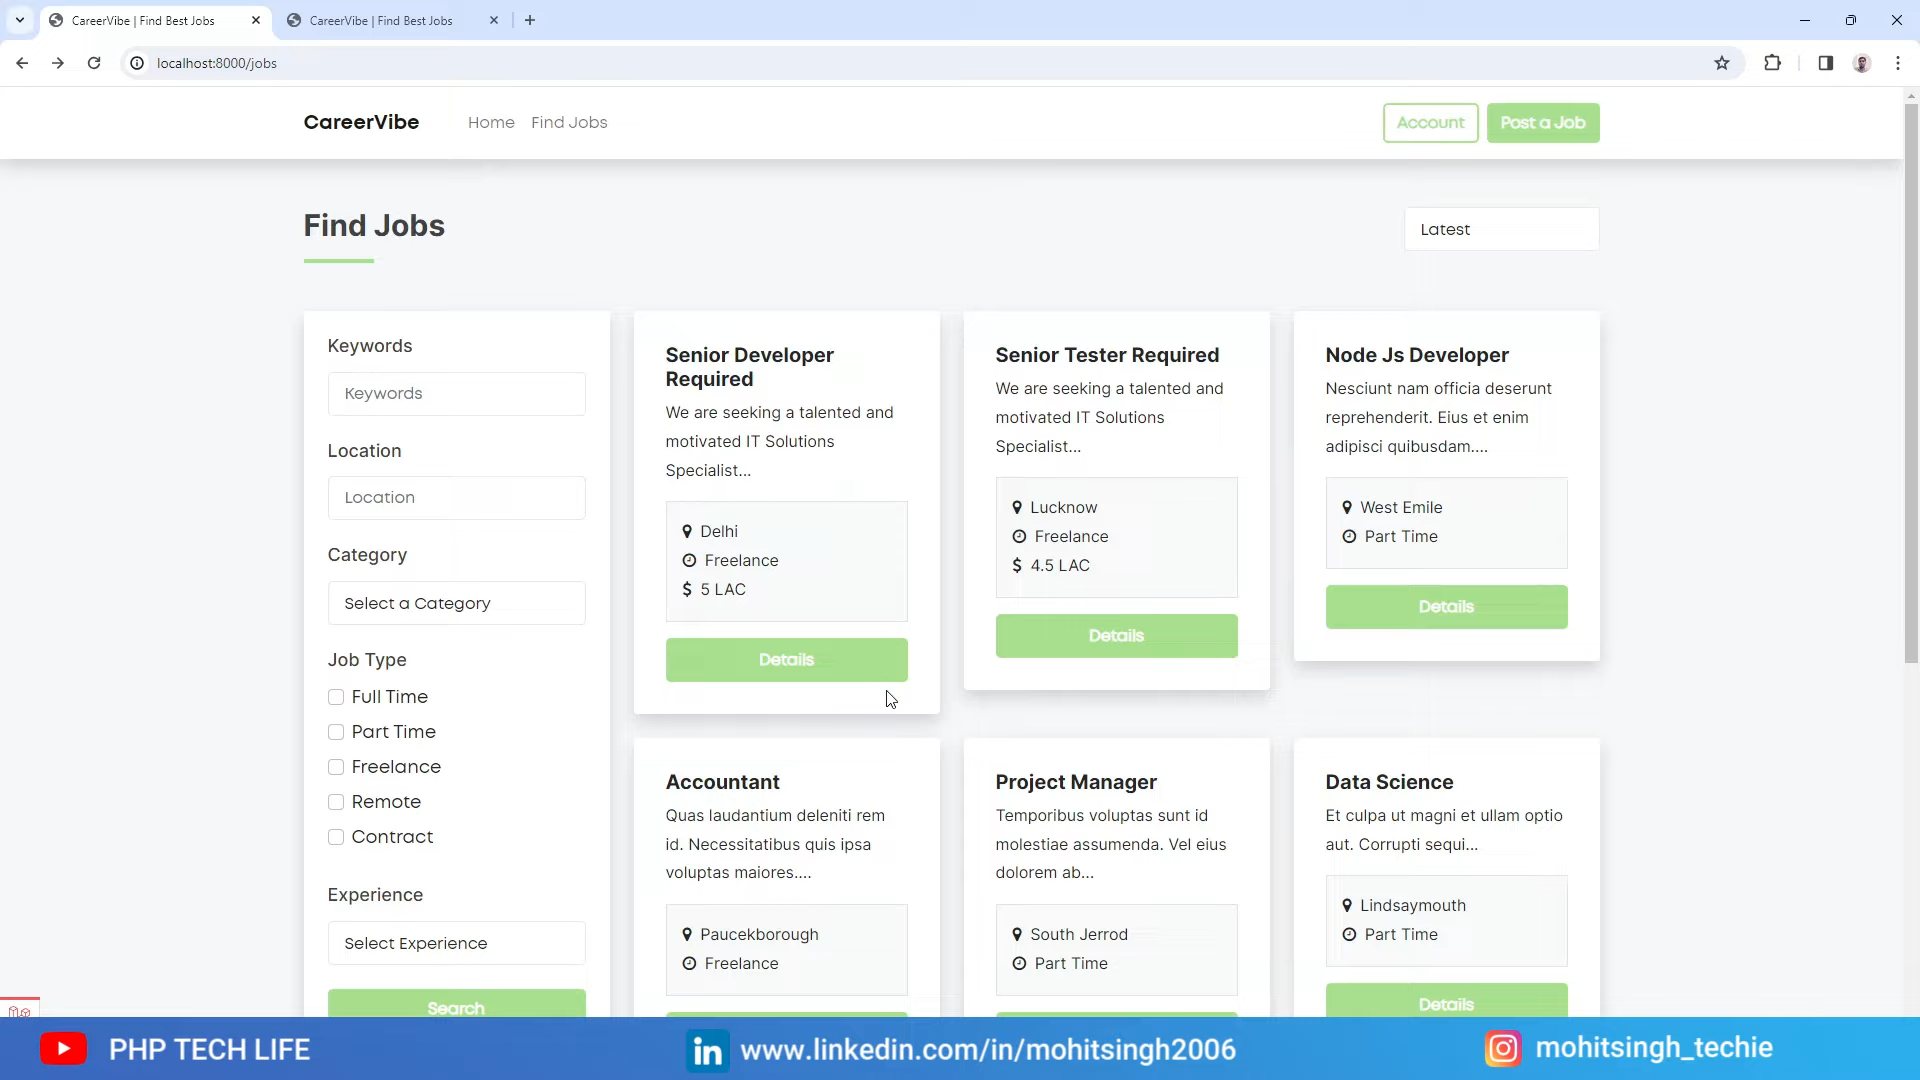 CareerVibe | Find Best Jobs
CareerVibe | Find Best Jobs
localhost:8000/jobs
CareerVibe
Home
Find Jobs
Account
Post a Job
Find Jobs
Latest
Keywords
Keywords
Location
Location
Category
Select a Category
Job Type
Full Time
Part Time
Freelance
Remote
Contract
Experience
Select Experience
Search
Senior Developer
Required
We are seeking a talented and
motivated IT Solutions
Specialist...
Delhi
Freelance
$ 5 LAC
Details
Senior Tester Required
We are seeking a talented and
motivated IT Solutions
Specialist...
Lucknow
Freelance
$ 4.5 LAC
Details
Node Js Developer
Nesciunt nam officia deserunt
reprehenderit. Eius et enim
adipisci quibusdam....
West Emile
Part Time
Details
Accountant
Quas laudantium deleniti rem
id. Necessitatibus quis ipsa
voluptas maiores....
Paucekborough
Freelance
Project Manager
Temporibus voluptas sunt id
molestiae assumenda. Vel eius
dolorem ab...
South Jerrod
Part Time
Data Science
Et culpa ut magni et ullam optio
aut. Corrupti sequi...
Lindsaymouth
Part Time
Details
PHP TECH LIFE
in www.linkedin.com/in/mohitsingh2006
mohitsingh_techie